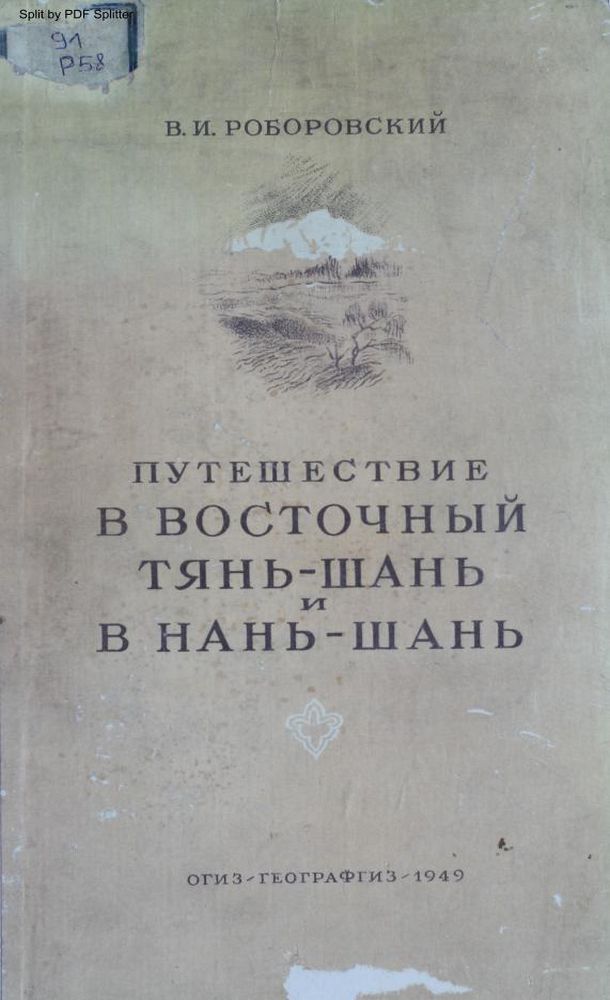 Split by PDF Splitter
91
Р58
В. И. РОБОРОВСКИЙ
ПУТЕШЕСТВИЕ
В ВОСТОЧНЫЙ
ТЯНЬ-ШАНЬ
И
В НАНЬ-ШАНЬ
ОГИЗ-ГЕОГРАФГИЗ-1949